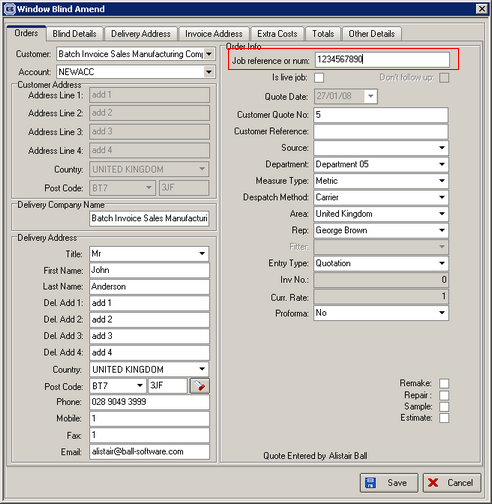 Window Blind Amend
Orders Blind Details Delivery Address Invoice Address Extra Costs Totals Other Details
Customer: Batch Invoice Sales Manufacturing Com
Account: NEWACC
Customer Address
Address Line 1: add 1
Address Line 2: add 2
Address Line 3: add 3
Address Line 4: add 4
Country: UNITED KINGDOM
Post Code: BT7 3JF
Delivery Company Name
Batch Invoice Sales Manufacturi
Delivery Address
Title: Mr
First Name: John
Last Name: Anderson
Del. Add 1: add 1
Del. Add 2: add 2
Del. Add 3: add 3
Del. Add 4: add 4
Country: UNITED KINGDOM
Post Code: BT7 3JF
Phone: 028 9049 3999
Mobile: 1
Fax: 1
Email: alistair@ball-software.com
Order Info
Job reference or num: 1234567890
Is live job: Don't follow up:
Quote Date: 27/01/08
Customer Quote No: 5
Customer Reference:
Source:
Department: Department 05
Measure Type: Metric
Despatch Method: Carrier
Area: United Kingdom
Rep: George Brown
Fitter:
Entry Type: Quotation
Inv No.: 0
Curr. Rate: 1
Proforma: No
Remake:
Repair :
Sample:
Estimate:
Quote Entered by Alistair Ball
Save Cancel